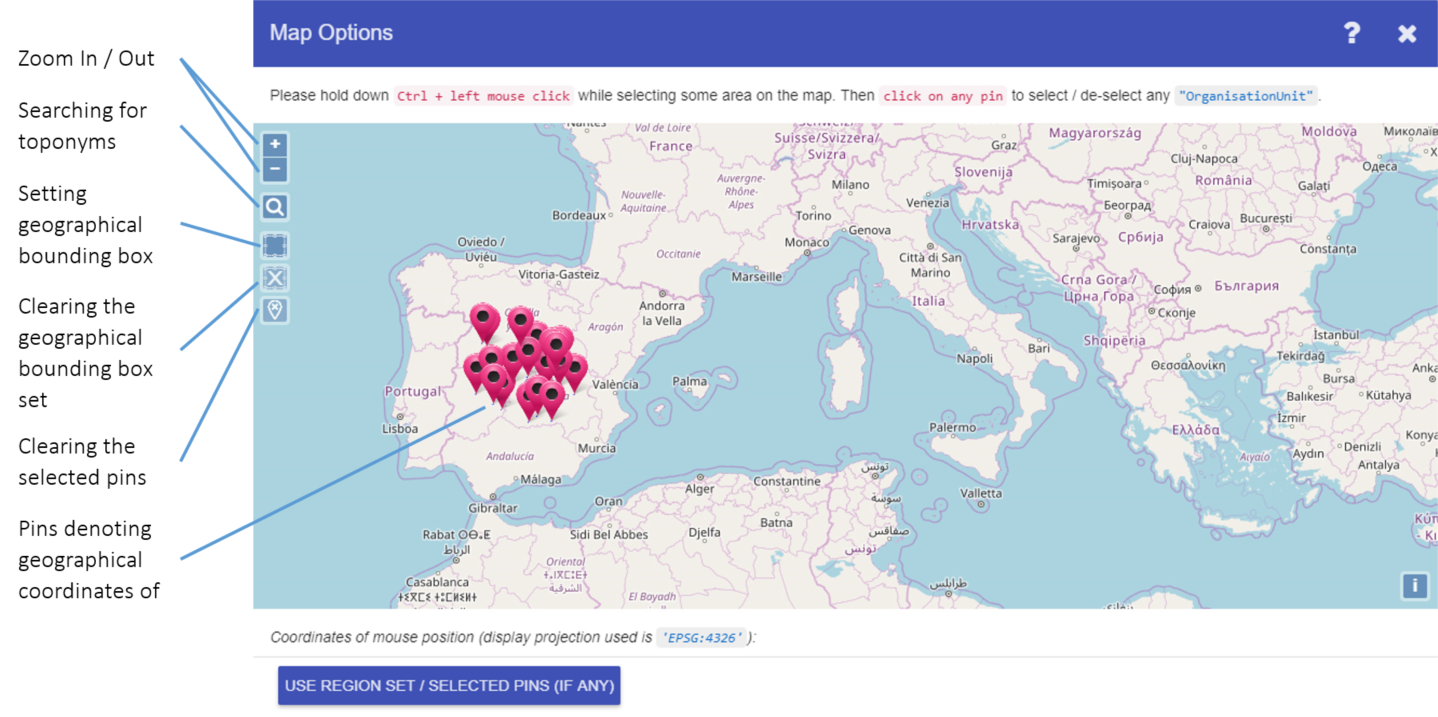 Map Options
?
Zoom In / Out
Searching for
toponyms
Setting
geographical
bounding box
Clearing the
geographical
bounding box
set
Clearing the
selected pins
Pins denoting
geographical
coordinates of
Please hold down Ctrl + left mouse click while selecting some area on the map. Then click on any pin to select / de-select any "OrganisationUnit".
+
−
Nantes
Val de Loire
France
Suisse/Svizzera/
Svizra
Graz
Magyarország
Moldova
Slovenija
Cluj-Napoca
Одеса
Nouvelle-
Aquitaine
Auvergne-
Rhône-
Alpes
Milano
Venezia
Timișoara
România
Galați
Bordeaux
Torino
Genova
Hrvatska
Београд
Craiova
București
Monaco
Sarajevo
Србија
Constanța
Oviedo /
Uviéu
Vitoria-Gasteiz
Occitanie
Marseille
Città di San
Marino
Crna Gora /
Црна Гора
София
България
Andorra
la Vella
Aragón
Italia
Скопје
Shqipëria
İstanbul
Napoli
Bari
Θεσσαλονίκη
Tekirdağ
Bursa
Portugal
València
Palma
Balıkesir
Kütahya
Lisboa
Palermo
Ελλάδα
İzmir
Denizli
Murcia
Andalucía
Αιγαίο
Aydın
Antalya
Málaga
Gibraltar
Oran
Alger
Constantine
تونس
Valletta
سوسة
Rabat ⵔⴱⴰⵟ
الرباط
Sidi Bel Abbes
Djelfa
Batna
صفاقس
تونس
Oriental
الشرقية
Casablanca
El Bayadh
طرابلس
i
Coordinates of mouse position (display projection used is 'EPSG:4326'):
USE REGION SET / SELECTED PINS (IF ANY)